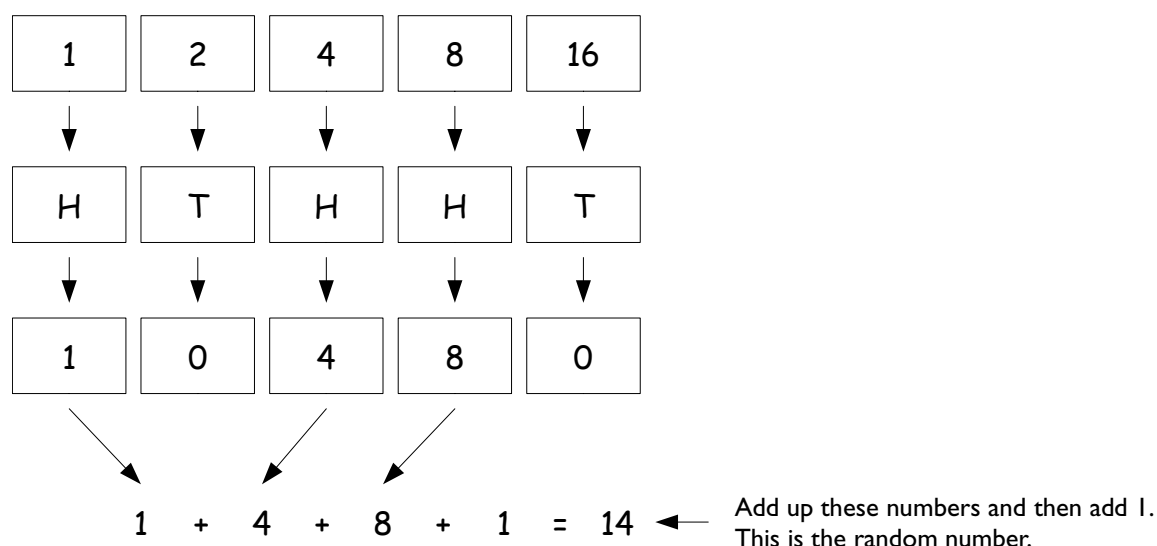 1 2 4 8 16
H T H H T
1 0 4 8 0
1 + 4 + 8 + 1 = 14
Add up these numbers and then add 1.
This is the random number.